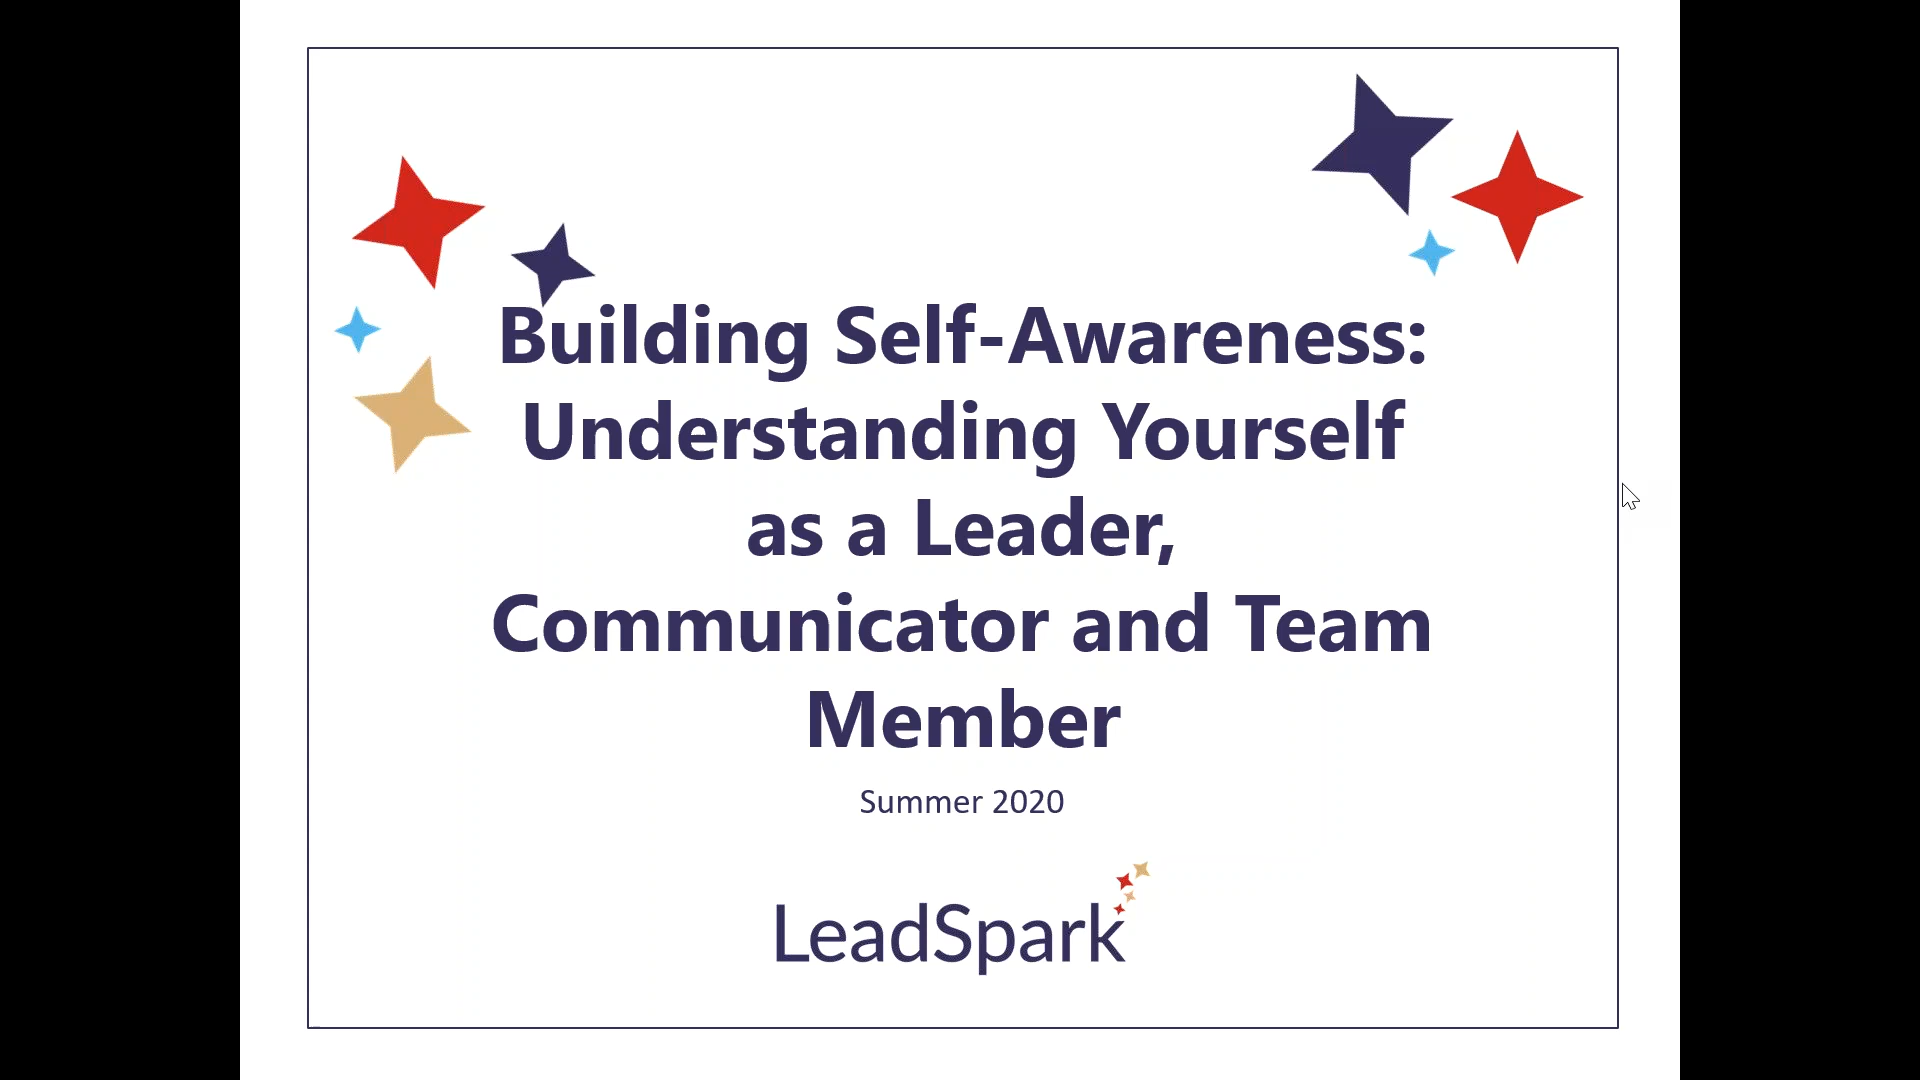 Building Self-Awareness:
Understanding Yourself
as a Leader,
Communicator and Team
Member
Summer 2020
LeadSpark